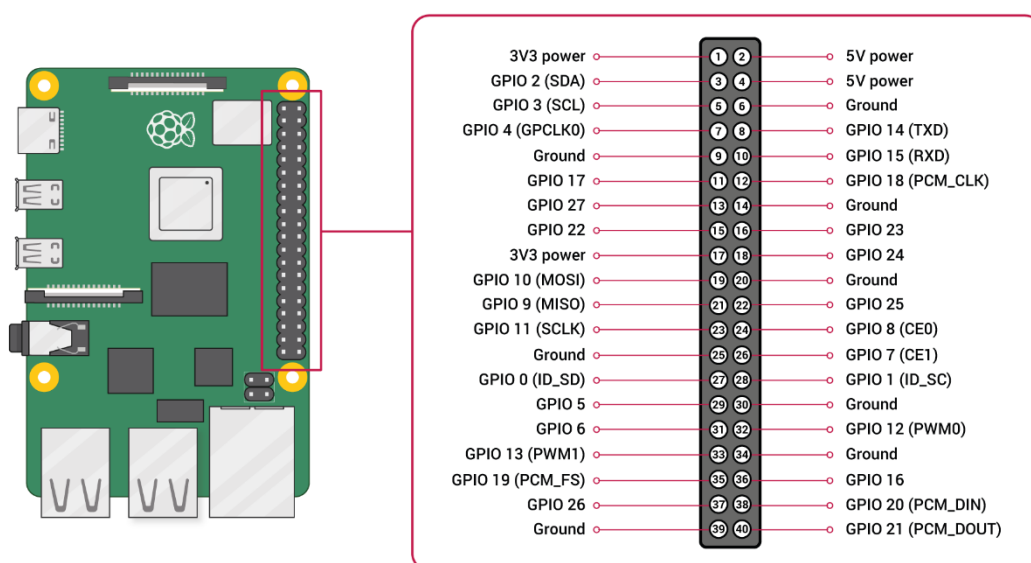 3V3 power 1 2 5V power
GPIO 2 (SDA) 3 4 5V power
GPIO 3 (SCL) 5 6 Ground
GPIO 4 (GPCLK0) 7 8 GPIO 14 (TXD)
Ground 9 10 GPIO 15 (RXD)
GPIO 17 11 12 GPIO 18 (PCM_CLK)
GPIO 27 13 14 Ground
GPIO 22 15 16 GPIO 23
3V3 power 17 18 GPIO 24
GPIO 10 (MOSI) 19 20 Ground
GPIO 9 (MISO) 21 22 GPIO 25
GPIO 11 (SCLK) 23 24 GPIO 8 (CE0)
Ground 25 26 GPIO 7 (CE1)
GPIO 0 (ID_SD) 27 28 GPIO 1 (ID_SC)
GPIO 5 29 30 Ground
GPIO 6 31 32 GPIO 12 (PWM0)
GPIO 13 (PWM1) 33 34 Ground
GPIO 19 (PCM_FS) 35 36 GPIO 16
GPIO 26 37 38 GPIO 20 (PCM_DIN)
Ground 39 40 GPIO 21 (PCM_DOUT)